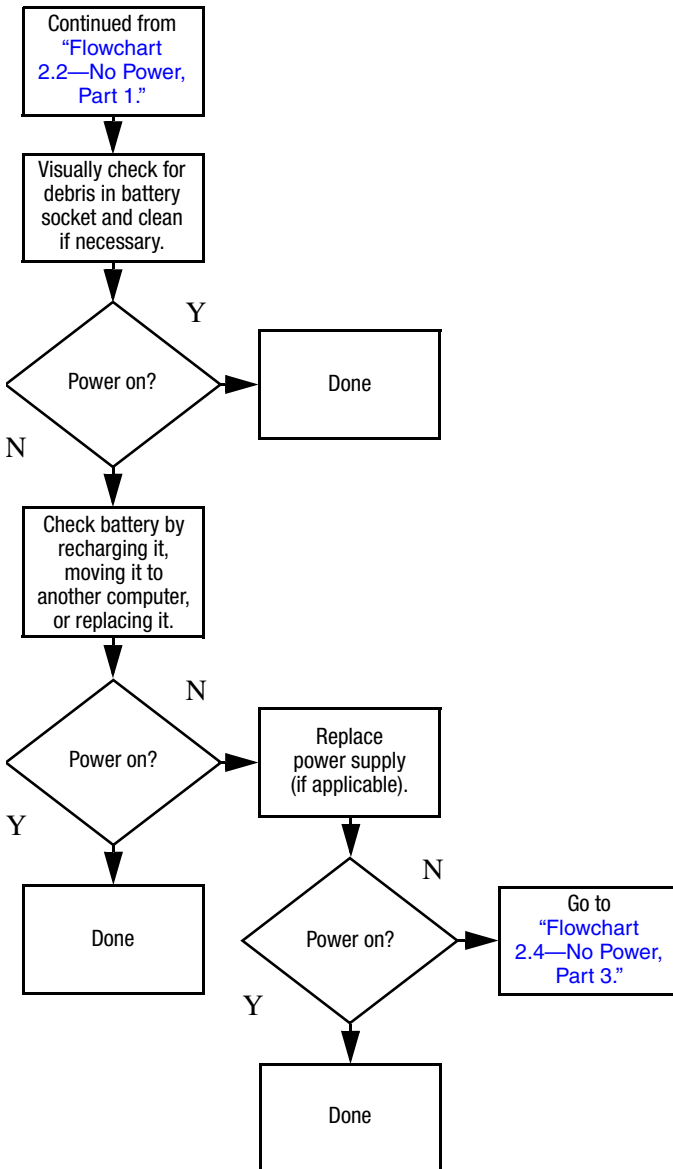 Continued from
“Flowchart
2.2—No Power,
Part 1.”
Visually check for
debris in battery
socket and clean
if necessary.
Y
Power on?
Done
N
Check battery by
recharging it,
moving it to
another computer,
or replacing it.
N
Power on?
Replace
power supply
(if applicable).
Y
Done
N
Power on?
Go to
“Flowchart
2.4—No Power,
Part 3.”
Y
Done